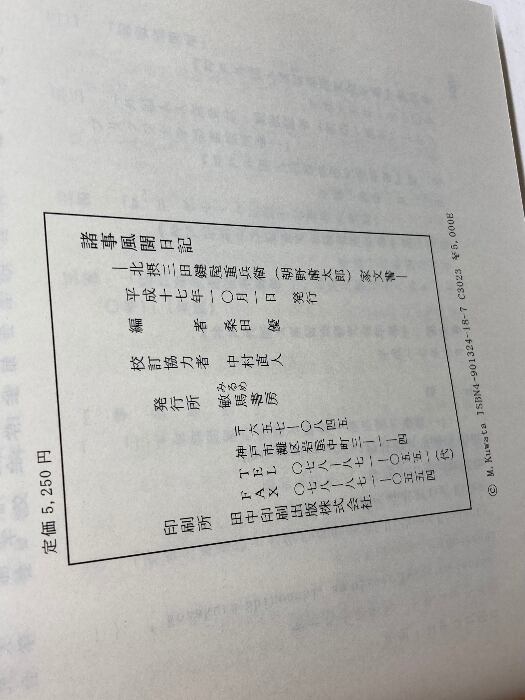 諸事風聞日記
―北摂三田鍵屋重兵衛（朝野庸太郎）家文書―
平成十七年一〇月一日　発行
編　者　桑田　優
校訂協力者　中村直人
発行所　敏馬書房
みるめ
〒六五七―〇八四五
神戸市灘区岩屋中町三―一―四
TEL　〇七八―八七一―〇五五一（代）
FAX　〇七八―八七一―〇五五四
印刷所　田中印刷出版株式会社
定価 5,250 円
© M. Kuwata ISBN4-901324-18-7 C3023 ¥5,000E